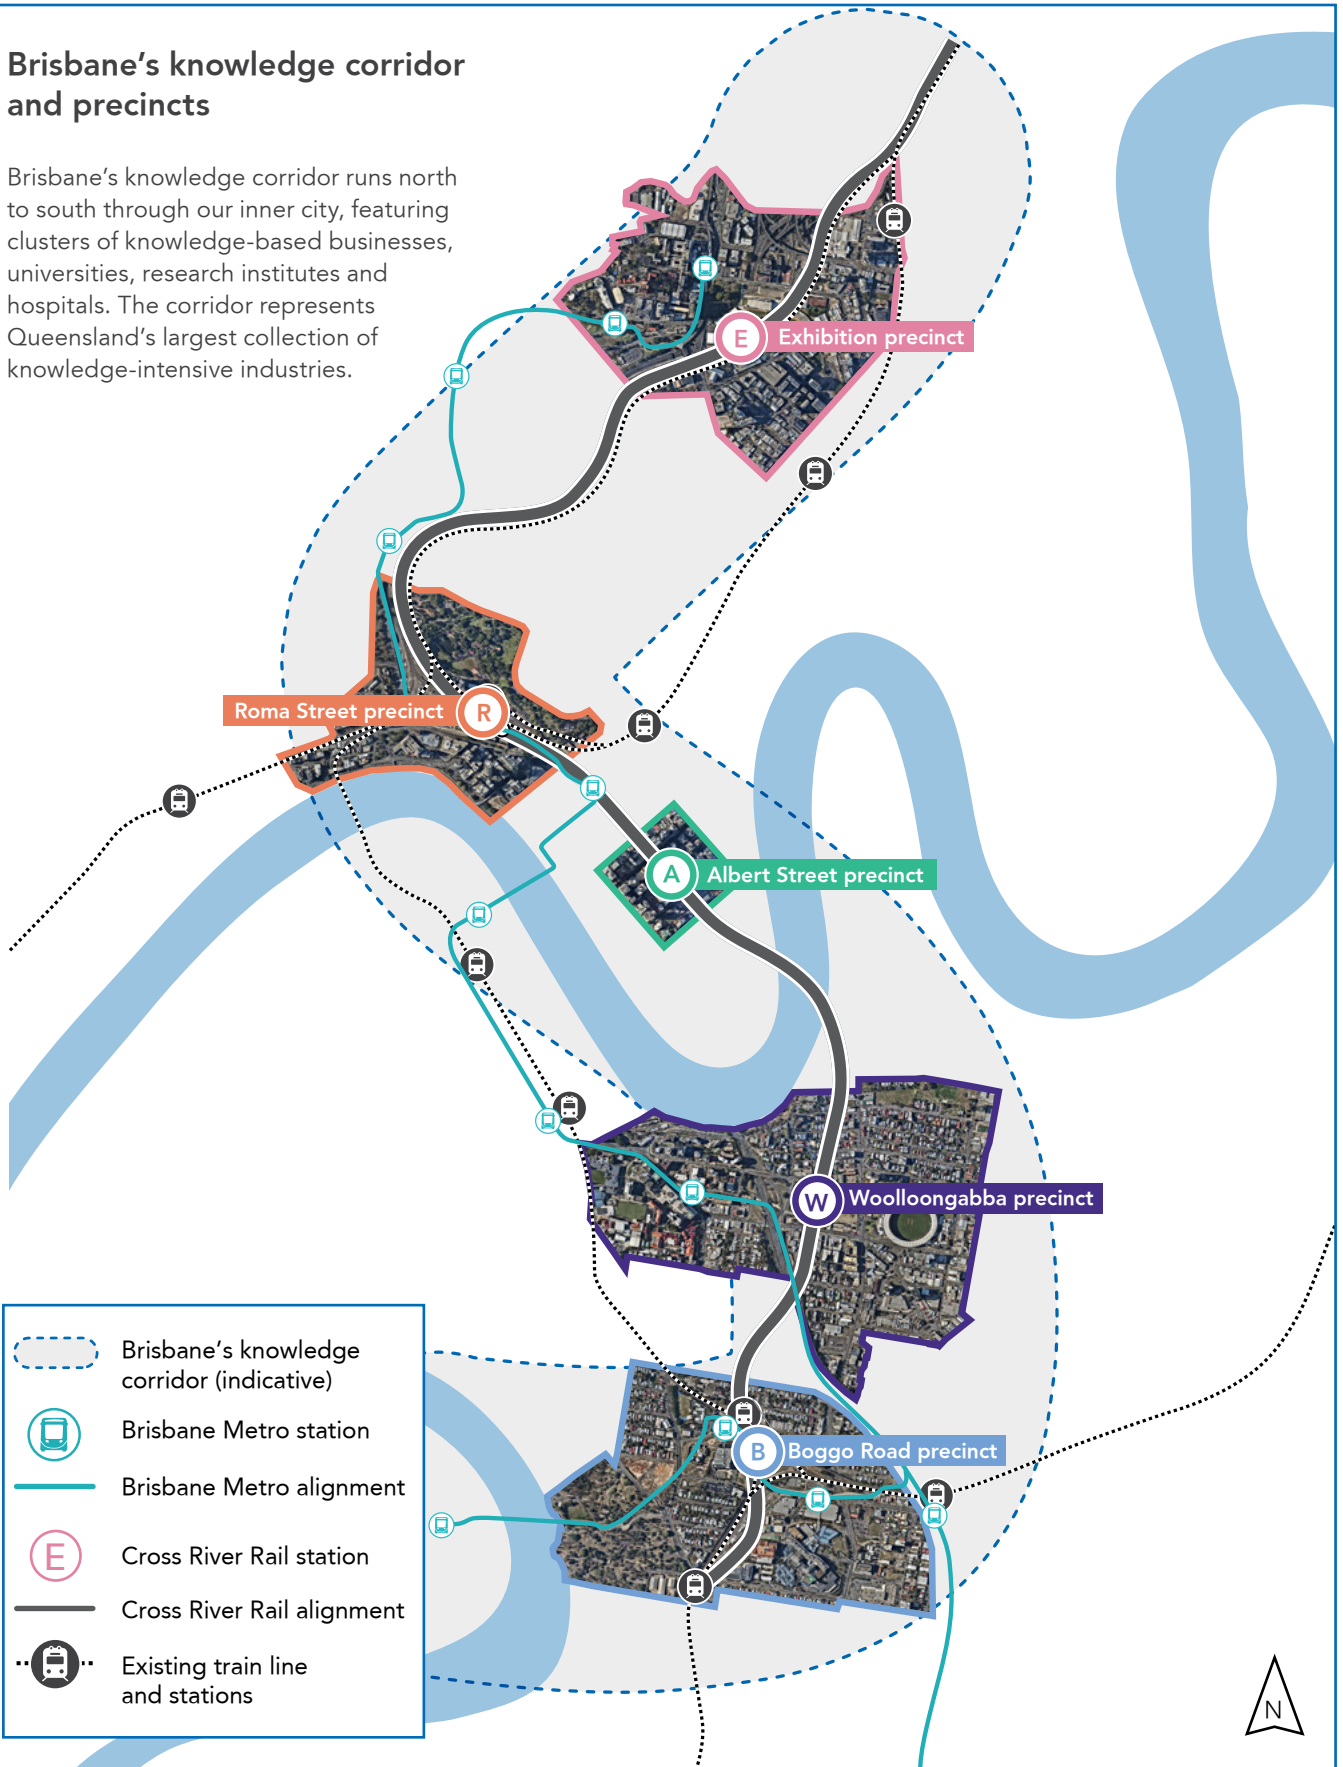 Brisbane's knowledge corridor
and precincts
Brisbane's knowledge corridor runs north
to south through our inner city, featuring
clusters of knowledge-based businesses,
universities, research institutes and
hospitals. The corridor represents
Queensland's largest collection of
knowledge-intensive industries.
E
Exhibition precinct
Roma Street precinct
R
A
Albert Street precinct
W
Woolloongabba precinct
B
Boggo Road precinct
Brisbane's knowledge
corridor (indicative)
Brisbane Metro station
Brisbane Metro alignment
E
Cross River Rail station
Cross River Rail alignment
Existing train line
and stations
N